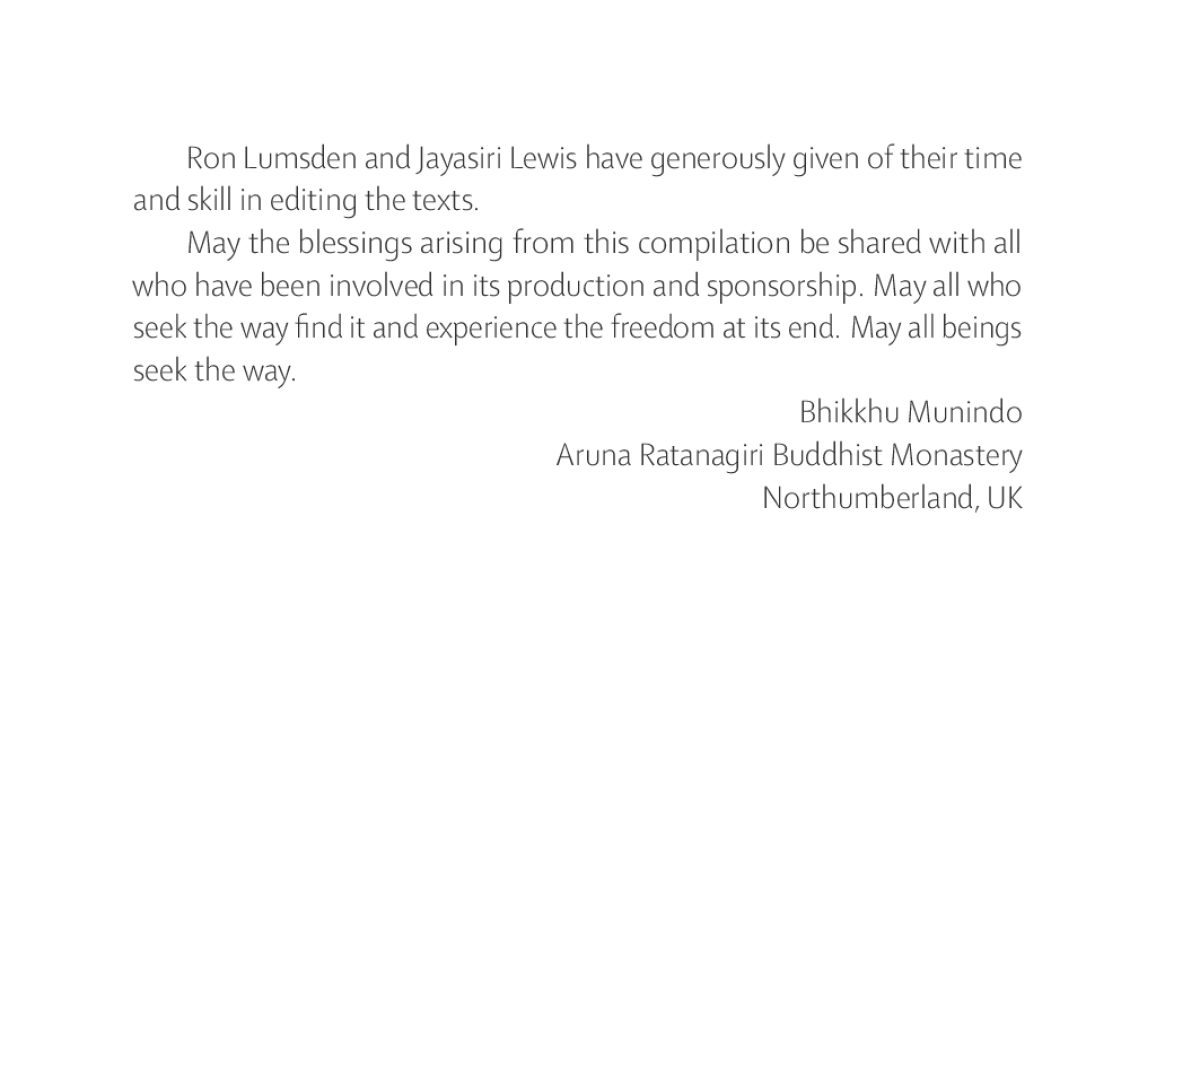 Ron Lumsden and Jayasiri Lewis have generously given of their time
and skill in editing the texts.
May the blessings arising from this compilation be shared with all
who have been involved in its production and sponsorship. May all who
seek the way find it and experience the freedom at its end. May all beings
seek the way.
Bhikkhu Munindo
Aruna Ratanagiri Buddhist Monastery
Northumberland, UK